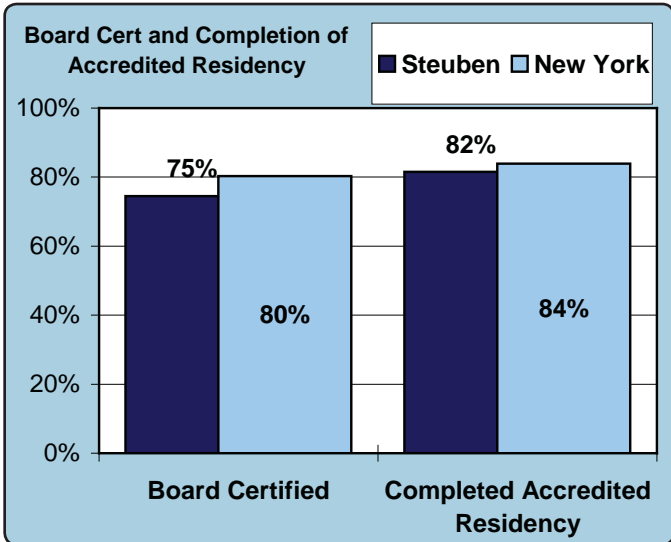 Board Cert and Completion of
Accredited Residency
Steuben New York
100%
80%
60%
40%
20%
0%
75%
80%
82%
84%
Board Certified
Completed Accredited
Residency